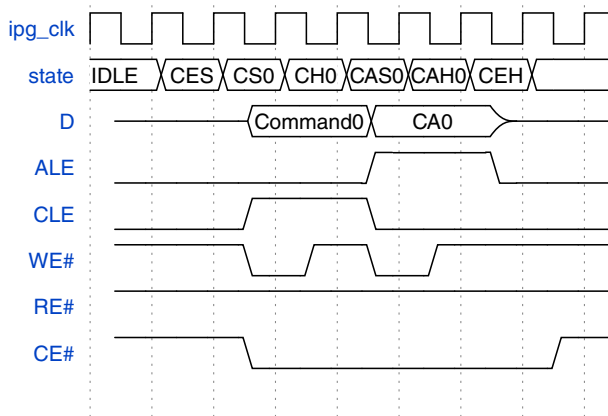 ipg_clk
state IDLE CES CS0 CH0 CAS0 CAH0 CEH
D Command0 CA0
ALE
CLE
WE#
RE#
CE#